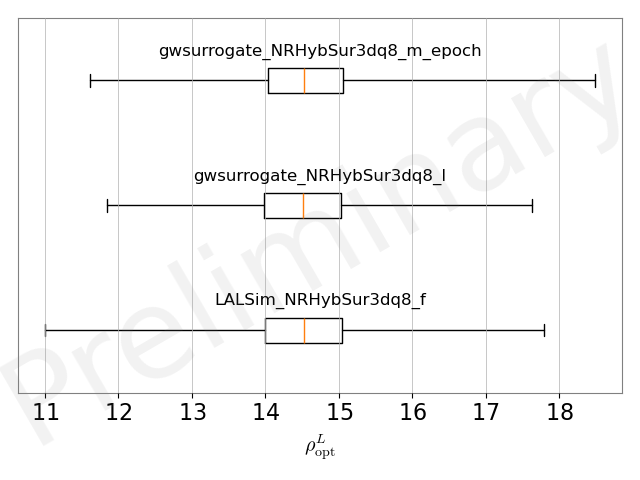 gwsurrogate_NRHybSur3dq8_m_epoch
gwsurrogate_NRHybSur3dq8_l
LALSim_NRHybSur3dq8_f
Preliminary
11 12 13 14 15 16 17 18
ρ^L_opt